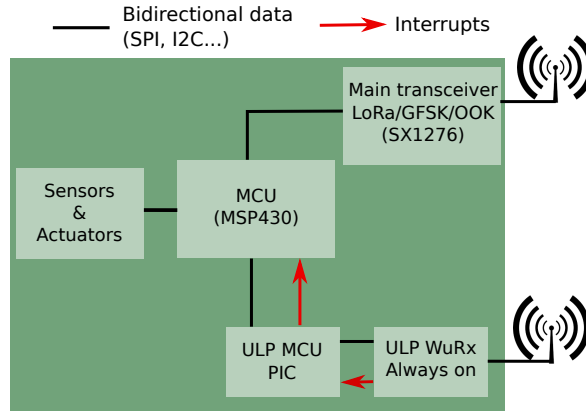 Bidirectional data
(SPI, I2C...)
Interrupts
Main transceiver
LoRa/GFSK/OOK
(SX1276)
MCU
(MSP430)
Sensors
&
Actuators
ULP MCU
PIC
ULP WuRx
Always on